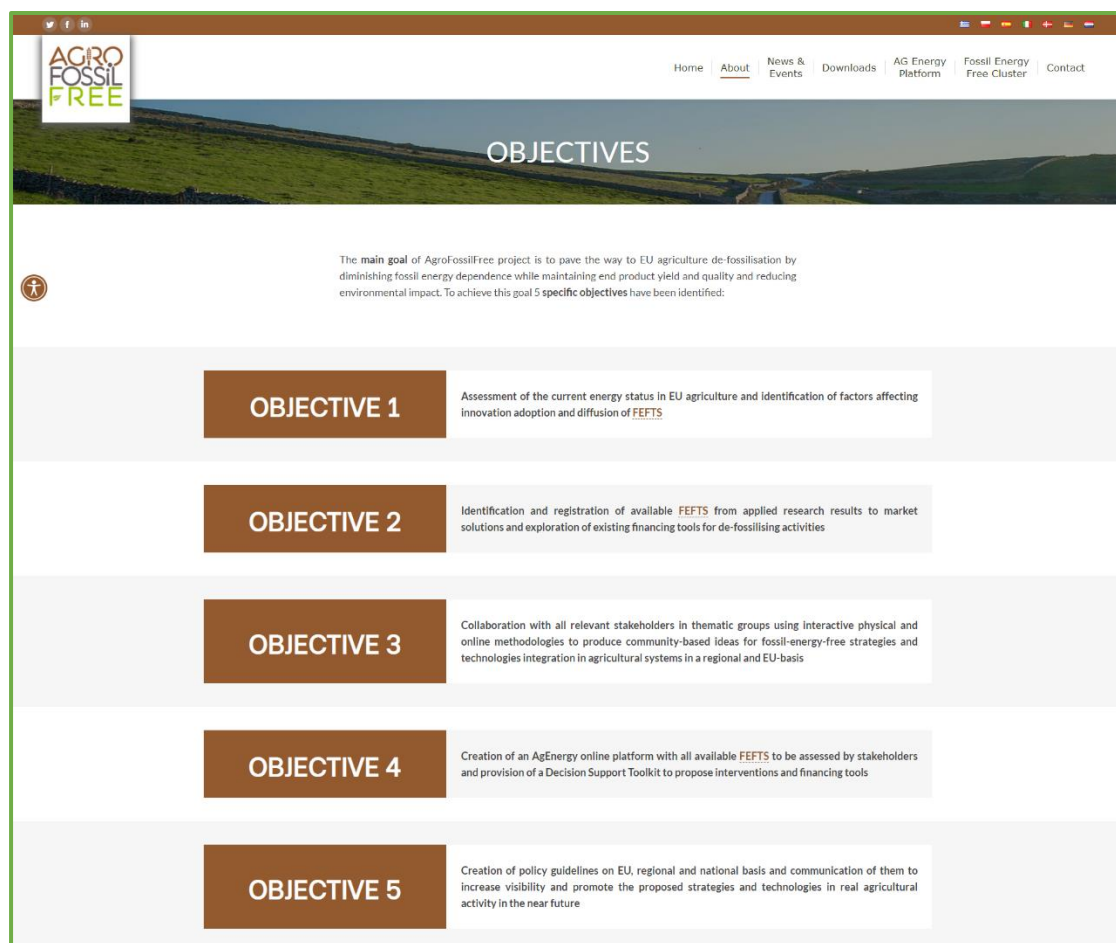 AGRO
FOSSIL
FREE
Home
About
News &
Events
Downloads
AG Energy
Platform
Fossil Energy
Free Cluster
Contact
OBJECTIVES
The main goal of AgroFossilFree project is to pave the way to EU agriculture de-fossilisation by
diminishing fossil energy dependence while maintaining end product yield and quality and reducing
environmental impact. To achieve this goal 5 specific objectives have been identified:
OBJECTIVE 1
Assessment of the current energy status in EU agriculture and identification of factors affecting
innovation adoption and diffusion of FEFTS
OBJECTIVE 2
Identification and registration of available FEFTS from applied research results to market
solutions and exploration of existing financing tools for de-fossilising activities
OBJECTIVE 3
Collaboration with all relevant stakeholders in thematic groups using interactive physical and
online methodologies to produce community-based ideas for fossil-energy-free strategies and
technologies integration in agricultural systems in a regional and EU-basis
OBJECTIVE 4
Creation of an AgEnergy online platform with all available FEFTS to be assessed by stakeholders
and provision of a Decision Support Toolkit to propose interventions and financing tools
OBJECTIVE 5
Creation of policy guidelines on EU, regional and national basis and communication of them to
increase visibility and promote the proposed strategies and technologies in real agricultural
activity in the near future